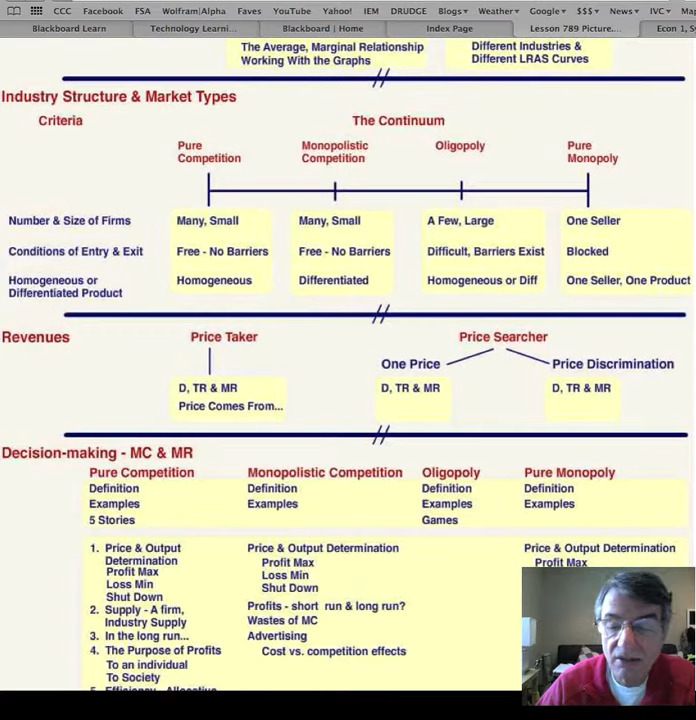 CCC Facebook FSA Wolfram|Alpha Faves YouTube Yahoo! IEM DRUDGE Blogs▾ Weather▾ Google▾ $$$▾ News▾ IVC▾ Map
Blackboard Learn Technology Learni... Blackboard | Home Index Page Lesson 789 Picture.... Econ 1, S
The Average, Marginal Relationship
Working With the Graphs
Different Industries &
Different LRAS Curves
Industry Structure & Market Types
Criteria The Continuum
Pure
Competition
Monopolistic
Competition
Oligopoly
Pure
Monopoly
Number & Size of Firms Many, Small Many, Small A Few, Large One Seller
Conditions of Entry & Exit Free - No Barriers Free - No Barriers Difficult, Barriers Exist Blocked
Homogeneous or
Differentiated Product
Homogeneous Differentiated Homogeneous or Diff One Seller, One Product
Revenues Price Taker Price Searcher
One Price Price Discrimination
D, TR & MR D, TR & MR D, TR & MR
Price Comes From...
Decision-making - MC & MR
Pure Competition Monopolistic Competition Oligopoly Pure Monopoly
Definition Definition Definition Definition
Examples Examples Examples Examples
5 Stories Games
1. Price & Output
Determination
Profit Max
Loss Min
Shut Down
2. Supply - A firm,
Industry Supply
3. In the long run...
4. The Purpose of Profits
To an individual
To Society
5. Efficiency - Allocative
Price & Output Determination
Profit Max
Loss Min
Shut Down
Profits - short run & long run?
Wastes of MC
Advertising
Cost vs. competition effects
Price & Output Determination
Profit Max